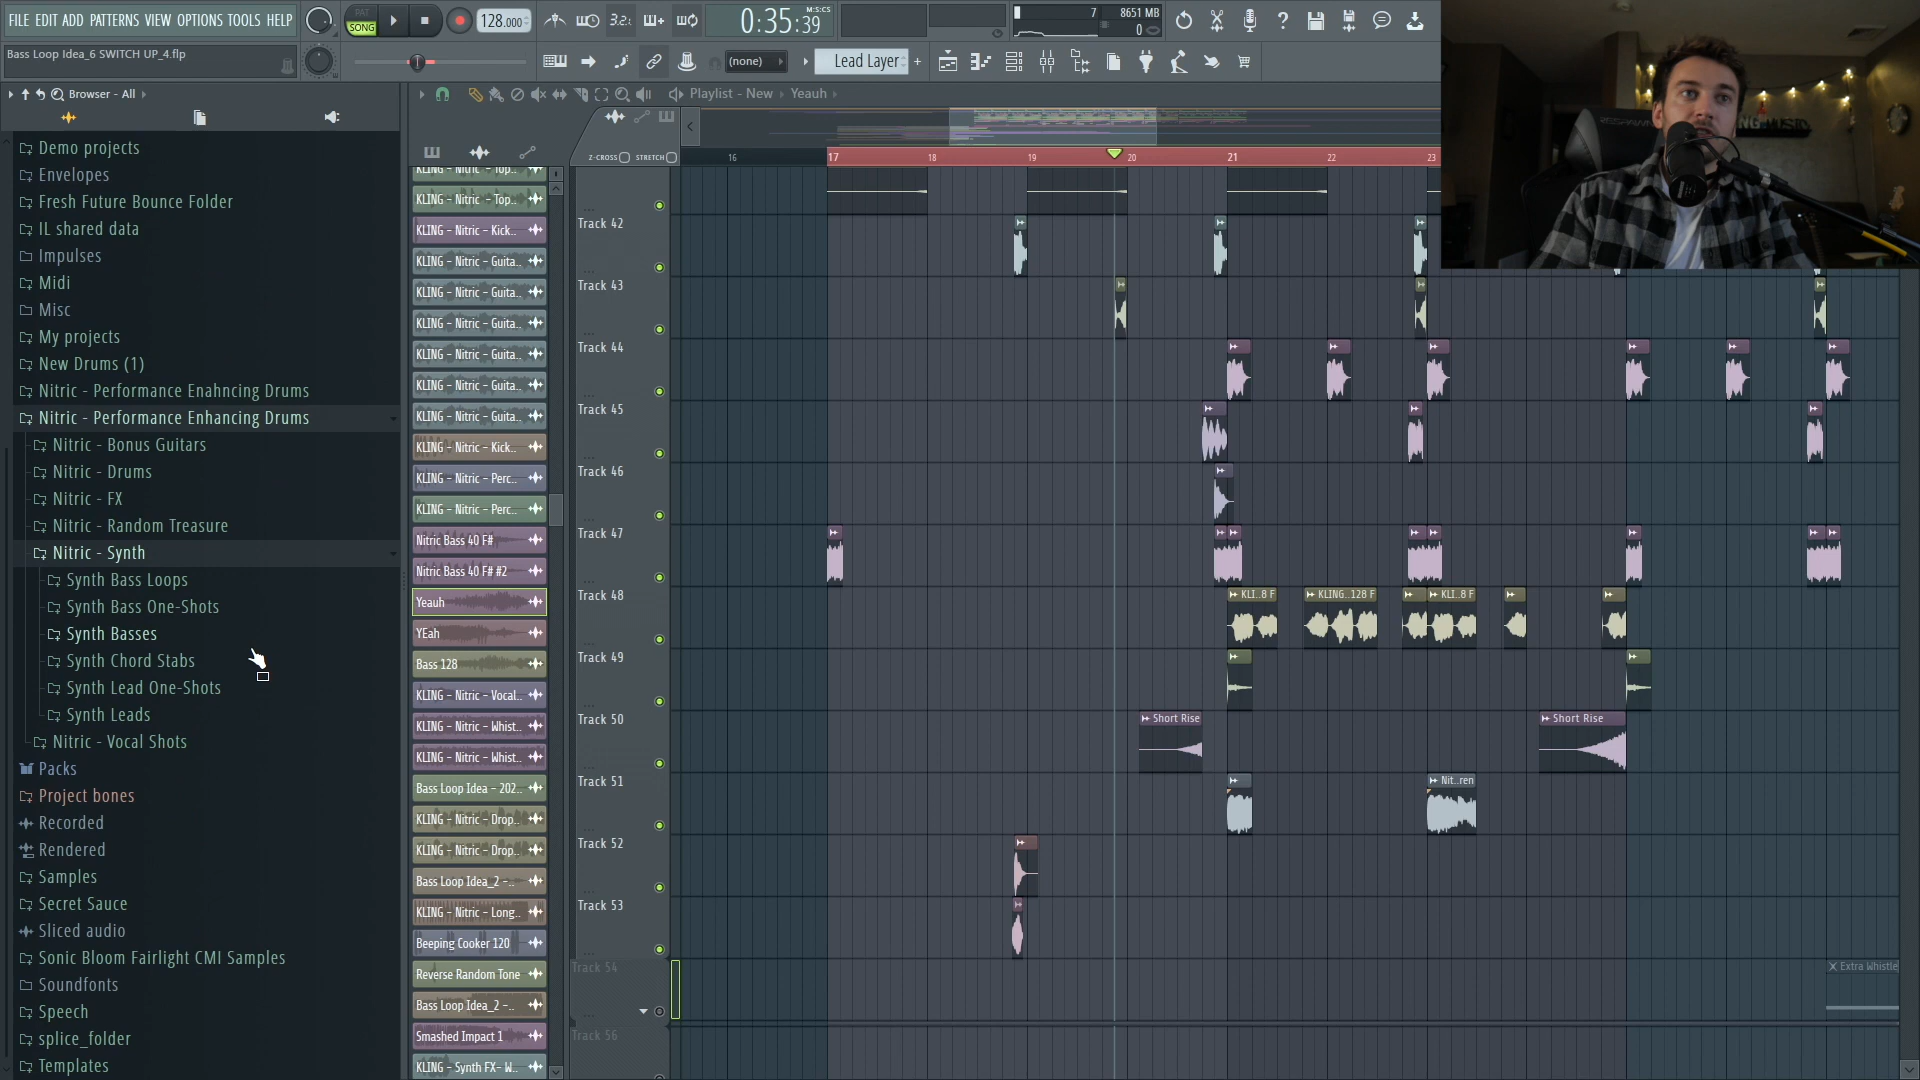 FILE EDIT ADD PATTERNS VIEW OPTIONS TOOLS HELP
PAT
SONG
128.000
3.2.
0:35:39
M:S:CS
7
8651 MB
0
Bass Loop Idea_6 SWITCH UP_4.flp
(none)
Lead Layer
Browser - All
Playlist - New
Yeauh
Z-CROSS
STRETCH
16
17
18
19
20
21
22
23
Demo projects
Envelopes
Fresh Future Bounce Folder
IL shared data
Impulses
Midi
Misc
My projects
New Drums (1)
Nitric - Performance Enahncing Drums
Nitric - Performance Enhancing Drums
Nitric - Bonus Guitars
Nitric - Drums
Nitric - FX
Nitric - Random Treasure
Nitric - Synth
Synth Bass Loops
Synth Bass One-Shots
Synth Basses
Synth Chord Stabs
Synth Lead One-Shots
Synth Leads
Nitric - Vocal Shots
Packs
Project bones
Recorded
Rendered
Samples
Secret Sauce
Sliced audio
Sonic Bloom Fairlight CMI Samples
Soundfonts
Speech
splice_folder
Templates
KLING - Nitric - Top..
KLING - Nitric - Top..
KLING - Nitric - Kick..
KLING - Nitric - Guita..
KLING - Nitric - Guita..
KLING - Nitric - Guita..
KLING - Nitric - Guita..
KLING - Nitric - Guita..
KLING - Nitric - Guita..
KLING - Nitric - Kick..
KLING - Nitric - Perc..
KLING - Nitric - Perc..
Nitric Bass 40 F#
Nitric Bass 40 F# #2
Yeauh
YEah
Bass 128
KLING - Nitric - Vocal..
KLING - Nitric - Whist..
KLING - Nitric - Whist..
Bass Loop Idea - 202..
KLING - Nitric - Drop..
KLING - Nitric - Drop..
Bass Loop Idea_2 -..
KLING - Nitric - Long..
Beeping Cooker 120
Reverse Random Tone
Bass Loop Idea_2 -..
Smashed Impact 1
KLING - Synth FX- W..
Track 42
Track 43
Track 44
Track 45
Track 46
Track 47
Track 48
KLI..8 F
KLING..128 F
KLI..8 F
Track 49
Track 50
Short Rise
Short Rise
Track 51
Nit..ren
Track 52
Track 53
Track 54
Extra Whistle
Track 56